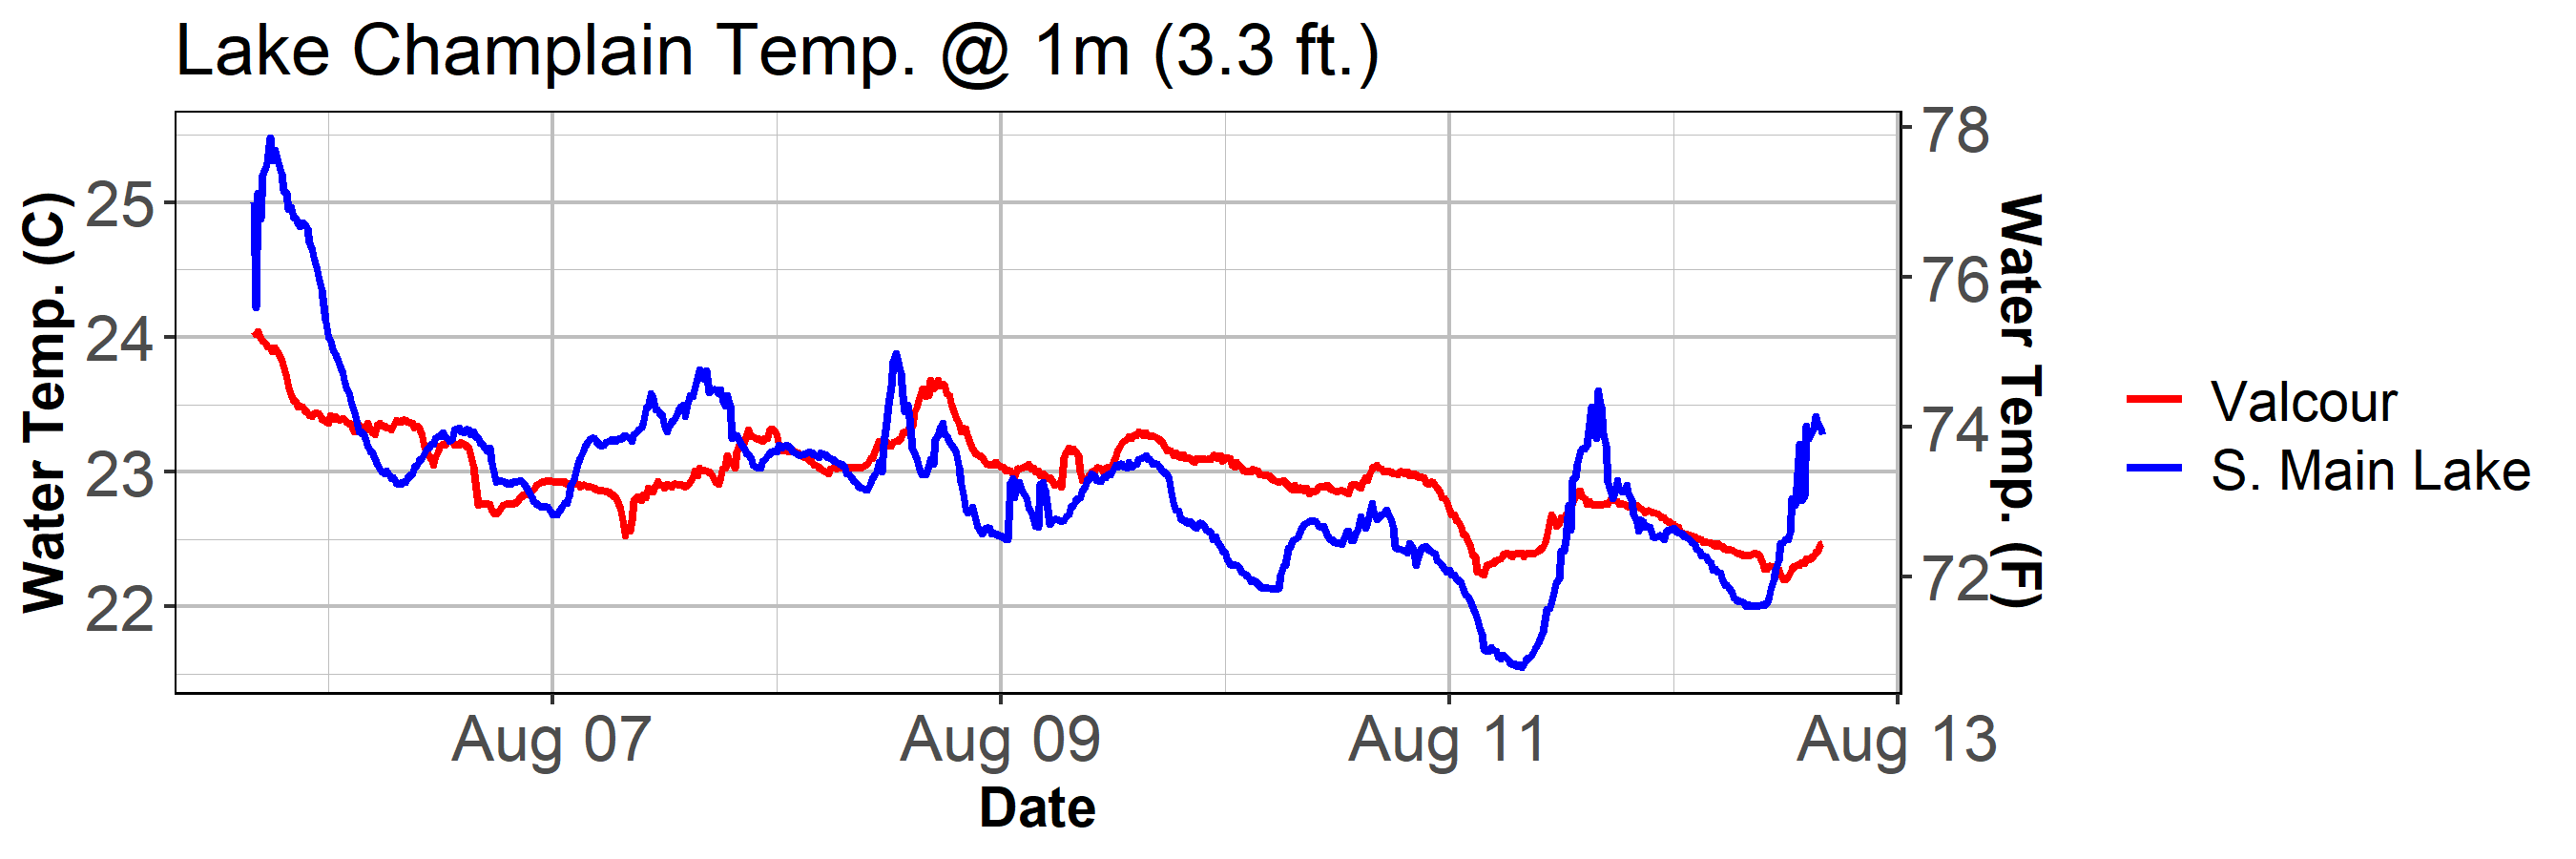 Lake Champlain Temp. @ 1m (3.3 ft.)
Water Temp. (C)
25
24
23
22
78
76
74
72
Water Temp. (F)
Valcour
S. Main Lake
Aug 07
Aug 09
Aug 11
Aug 13
Date